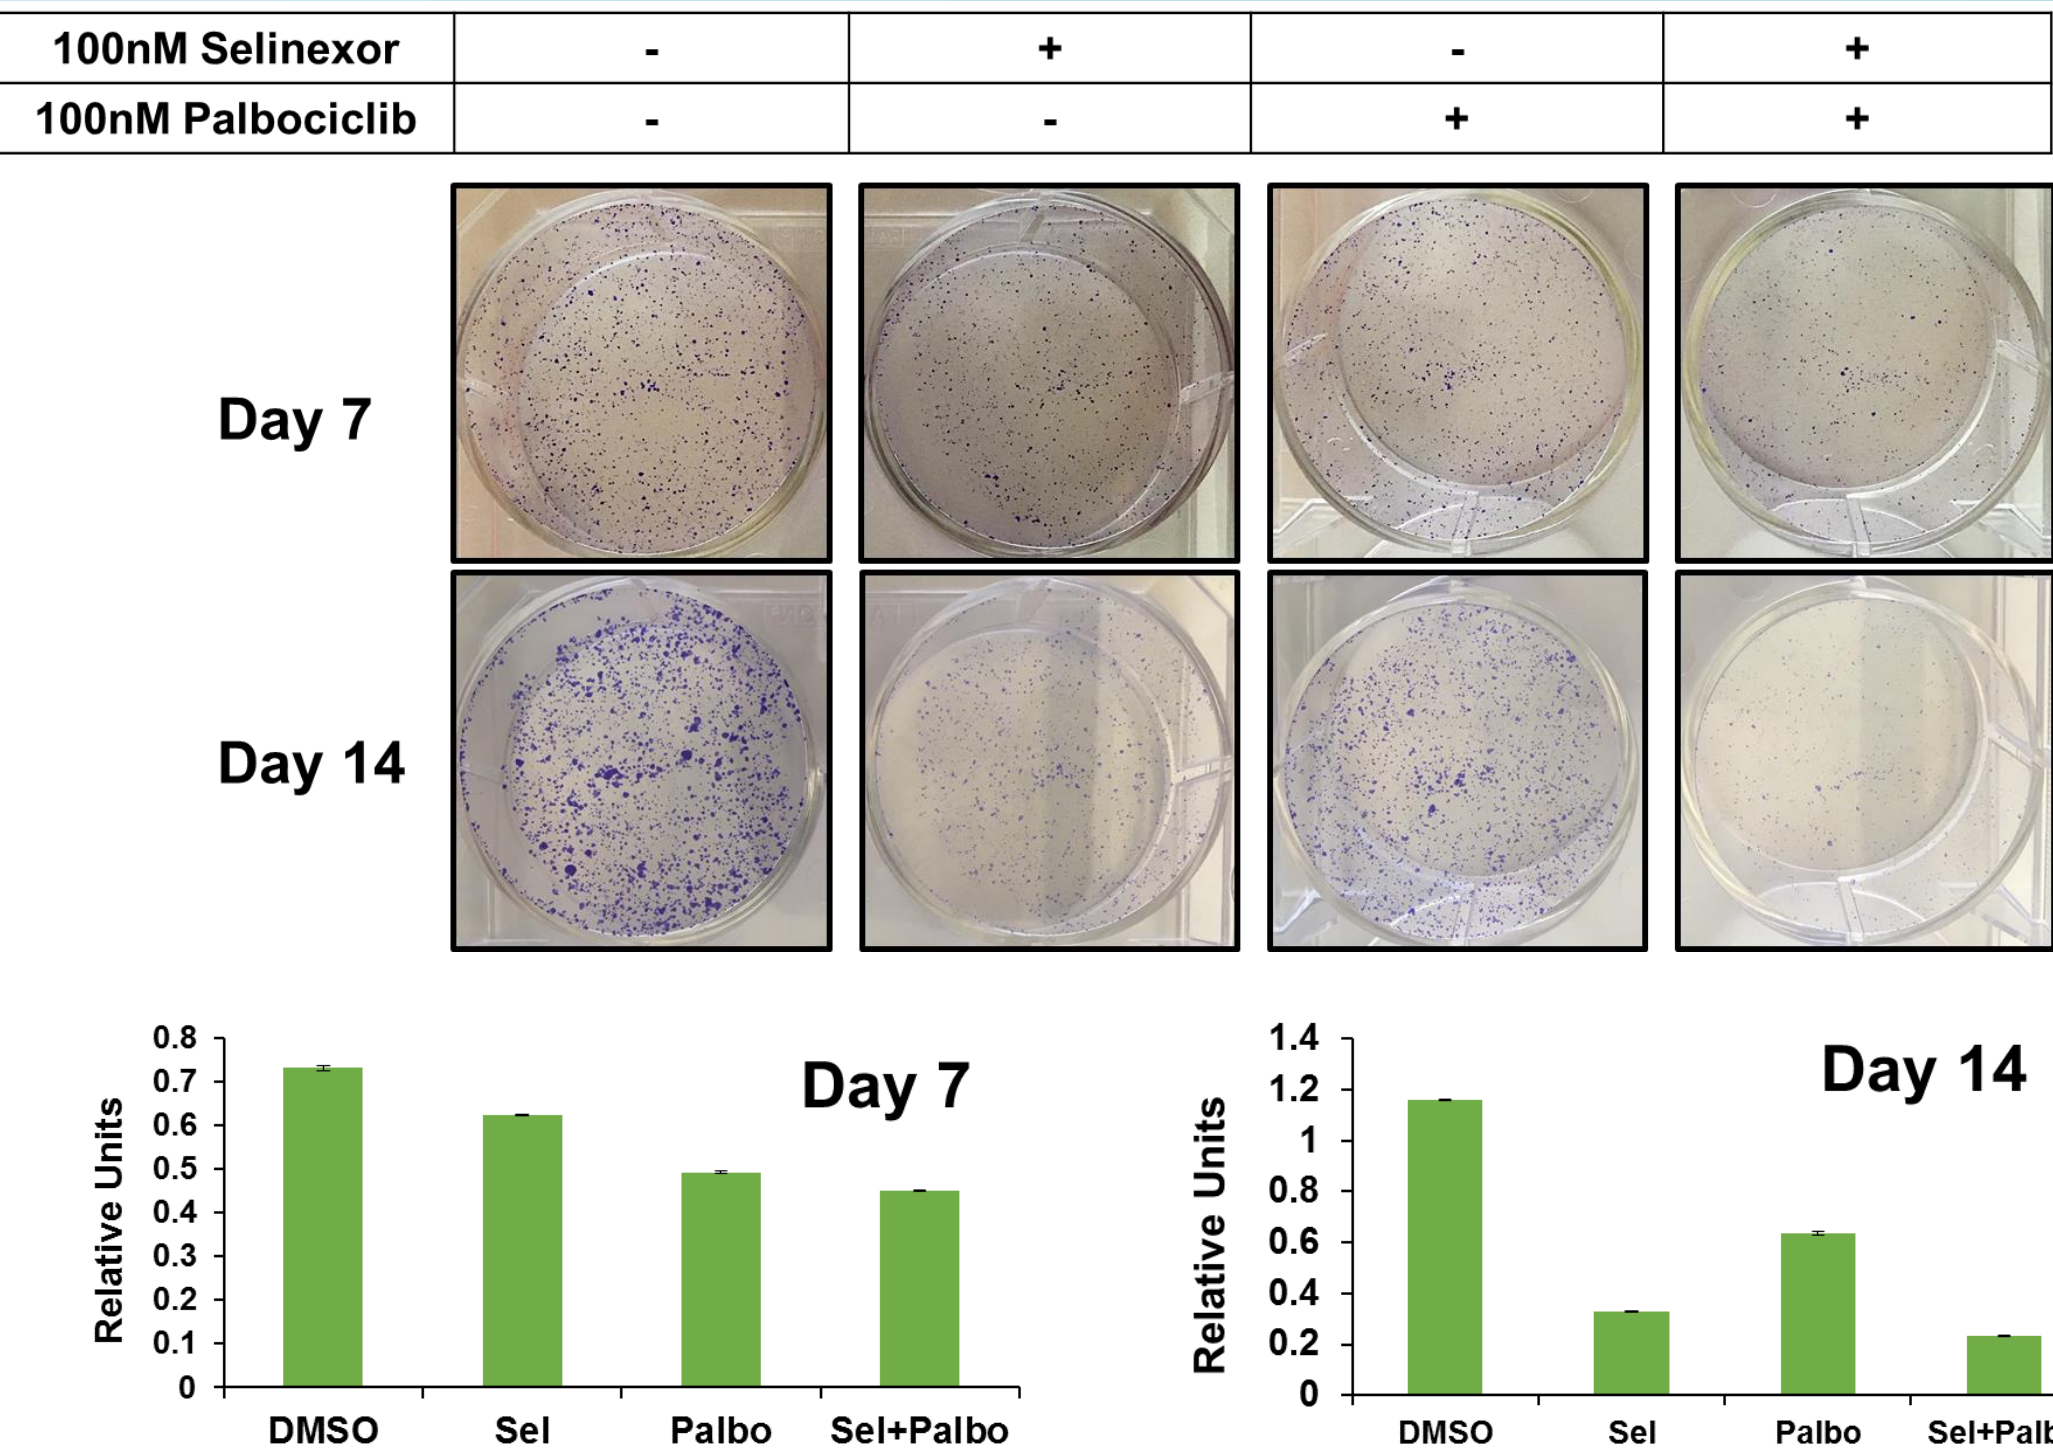 100nM Selinexor - + - +
100nM Palbociclib - - + +
Day 7
Day 14
Day 7
0.8
0.7
0.6
0.5
0.4
0.3
0.2
0.1
0
Relative Units
DMSO Sel Palbo Sel+Palbo
Day 14
1.4
1.2
1
0.8
0.6
0.4
0.2
0
Relative Units
DMSO Sel Palbo Sel+Palb